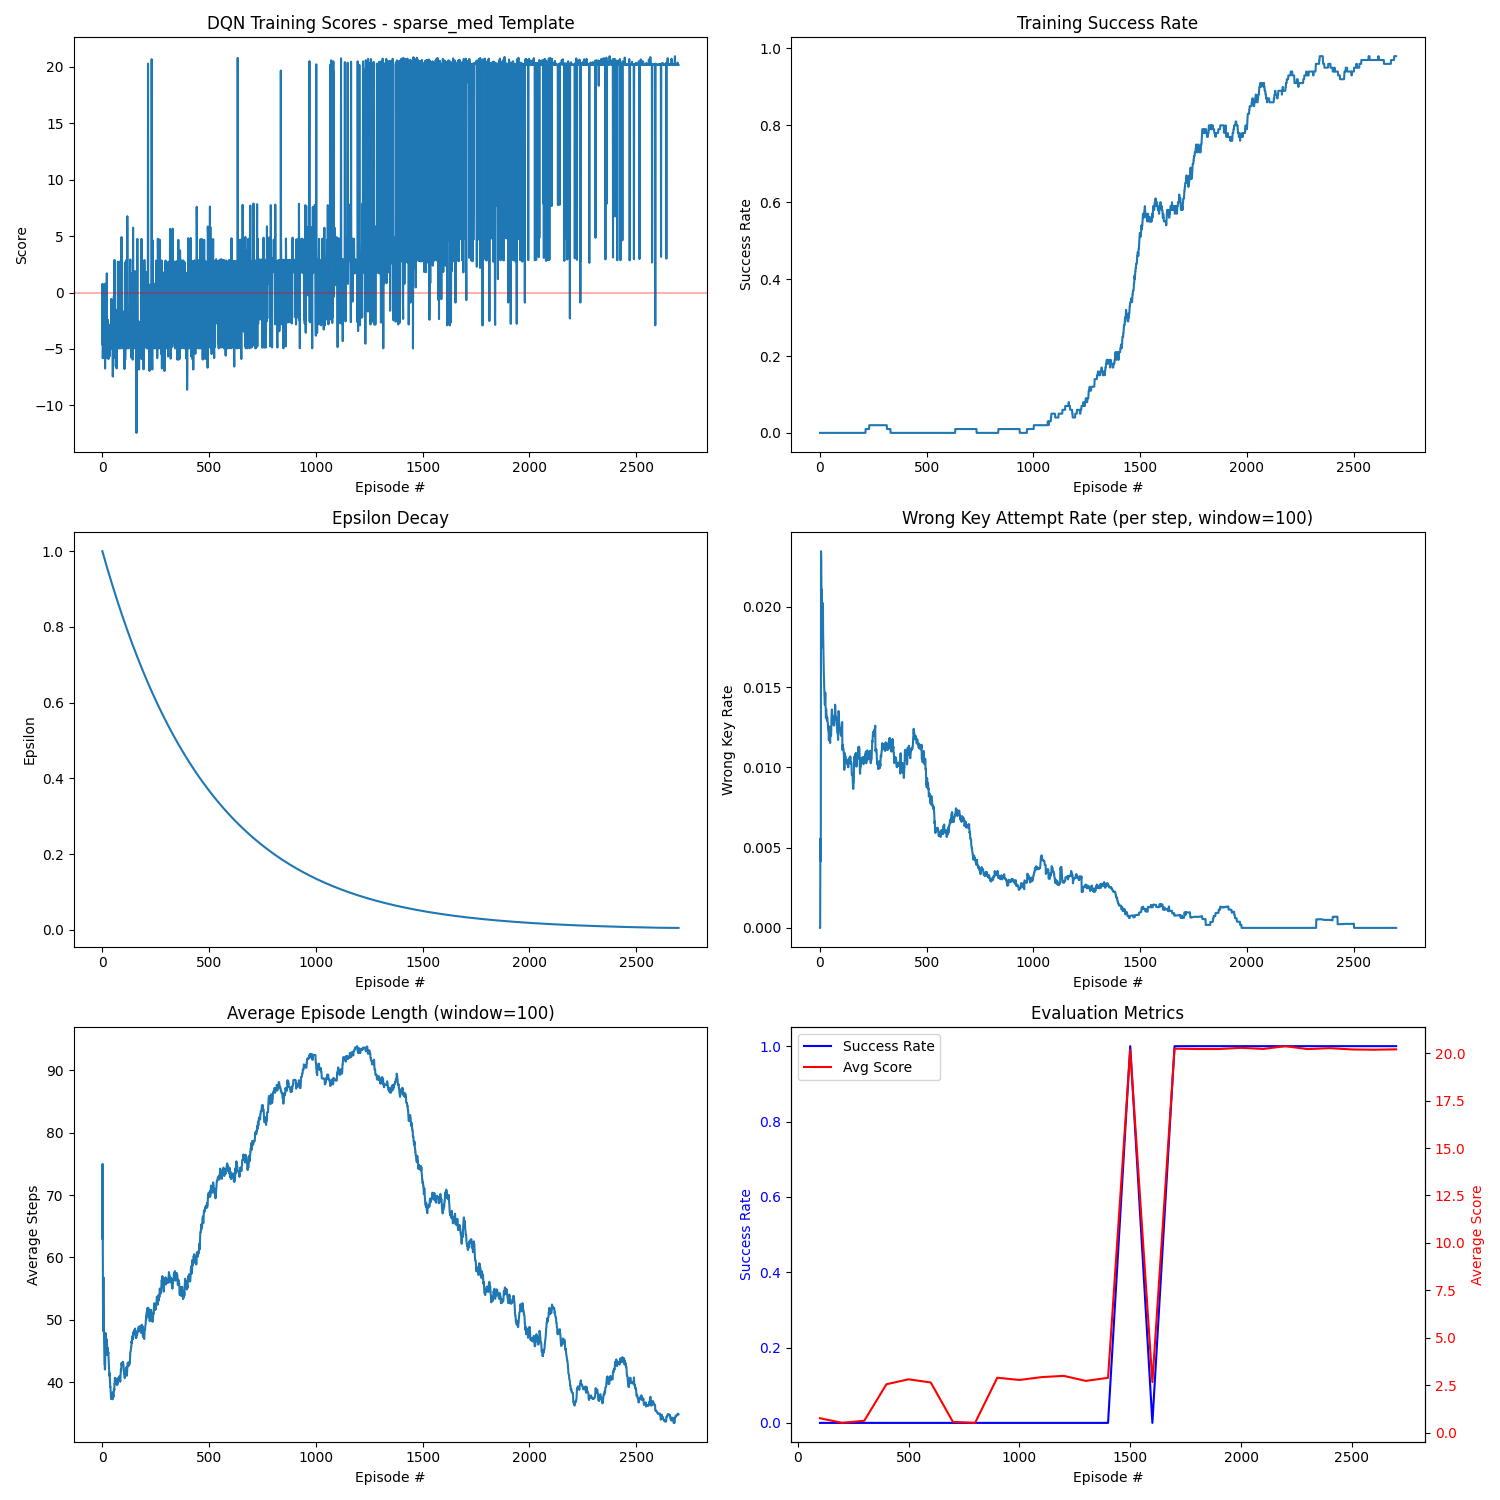 DQN Training Scores - sparse_med Template
Score
20
15
10
5
0
−5
−10
0 500 1000 1500 2000 2500
Episode #
Training Success Rate
Success Rate
1.0
0.8
0.6
0.4
0.2
0.0
0 500 1000 1500 2000 2500
Episode #
Epsilon Decay
Epsilon
1.0
0.8
0.6
0.4
0.2
0.0
0 500 1000 1500 2000 2500
Episode #
Wrong Key Attempt Rate (per step, window=100)
Wrong Key Rate
0.020
0.015
0.010
0.005
0.000
0 500 1000 1500 2000 2500
Episode #
Average Episode Length (window=100)
Average Steps
90
80
70
60
50
40
0 500 1000 1500 2000 2500
Episode #
Evaluation Metrics
Success Rate
Avg Score
Success Rate
1.0
0.8
0.6
0.4
0.2
0.0
20.0
17.5
15.0
12.5
10.0
7.5
5.0
2.5
0.0
Average Score
0 500 1000 1500 2000 2500
Episode #